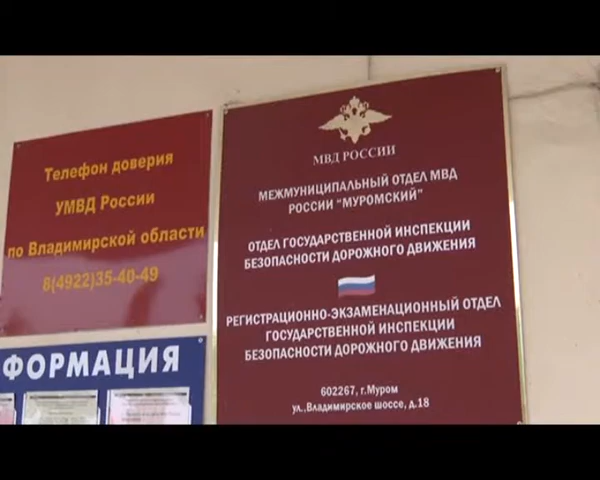 Телефон доверия
УМВД России
по Владимирской области
8(4922)35-40-49
ФОРМАЦИЯ
МВД РОССИИ
МЕЖМУНИЦИПАЛЬНЫЙ ОТДЕЛ МВД
РОССИИ "МУРОМСКИЙ"
ОТДЕЛ ГОСУДАРСТВЕННОЙ ИНСПЕКЦИИ
БЕЗОПАСНОСТИ ДОРОЖНОГО ДВИЖЕНИЯ
РЕГИСТРАЦИОННО-ЭКЗАМЕНАЦИОННЫЙ ОТДЕЛ
ГОСУДАРСТВЕННОЙ ИНСПЕКЦИИ
БЕЗОПАСНОСТИ ДОРОЖНОГО ДВИЖЕНИЯ
602267, г.Муром
ул.,Владимирское шоссе, д.18